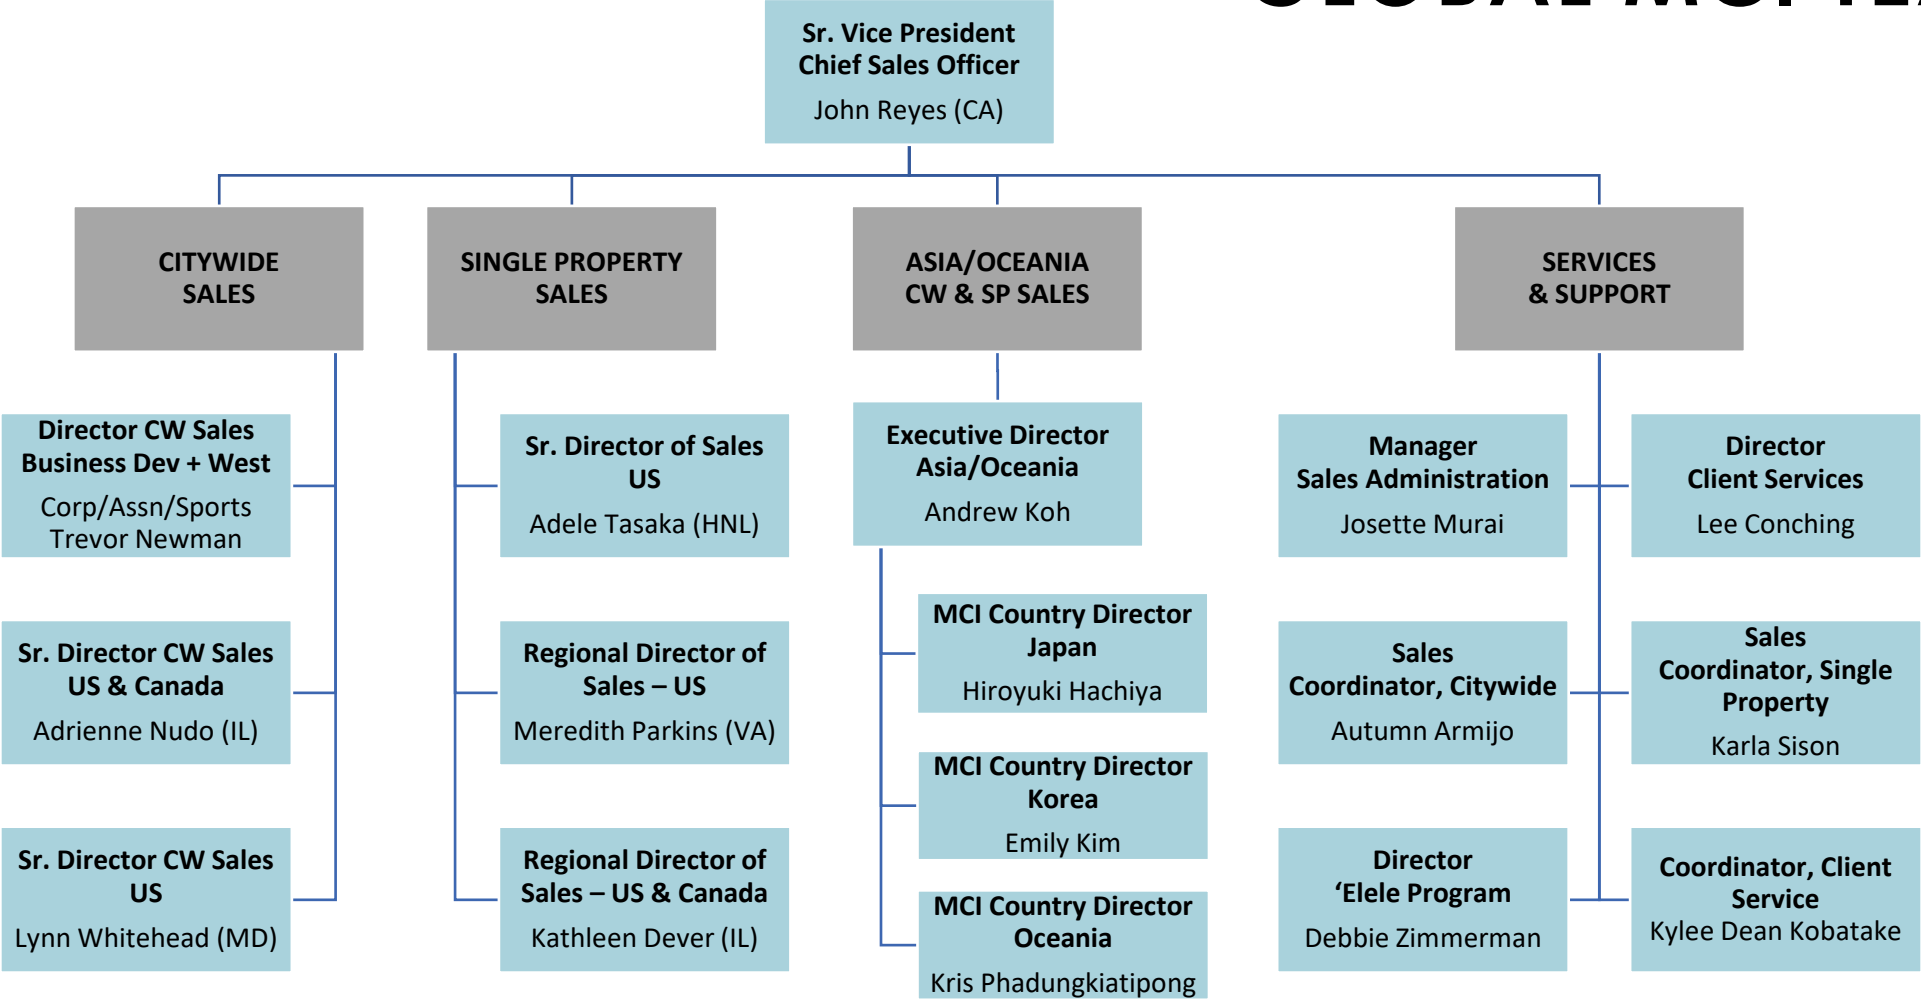 GLOBAL MCI
Sr. Vice President
Chief Sales Officer
John Reyes (CA)
CITYWIDE
SALES
Director CW Sales
Business Dev + West
Corp/Assn/Sports
Trevor Newman
Sr. Director CW Sales
US & Canada
Adrienne Nudo (IL)
Sr. Director CW Sales
US
Lynn Whitehead (MD)
SINGLE PROPERTY
SALES
Sr. Director of Sales
US
Adele Tasaka (HNL)
Regional Director of
Sales – US
Meredith Parkins (VA)
Regional Director of
Sales – US & Canada
Kathleen Dever (IL)
ASIA/OCEANIA
CW & SP SALES
Executive Director
Asia/Oceania
Andrew Koh
MCI Country Director
Japan
Hiroyuki Hachiya
MCI Country Director
Korea
Emily Kim
MCI Country Director
Oceania
Kris Phadungkiatipong
SERVICES
& SUPPORT
Manager
Sales Administration
Josette Murai
Director
Client Services
Lee Conching
Sales
Coordinator, Citywide
Autumn Armijo
Sales
Coordinator, Single
Property
Karla Sison
Director
‘Elele Program
Debbie Zimmerman
Coordinator, Client
Service
Kylee Dean Kobatake